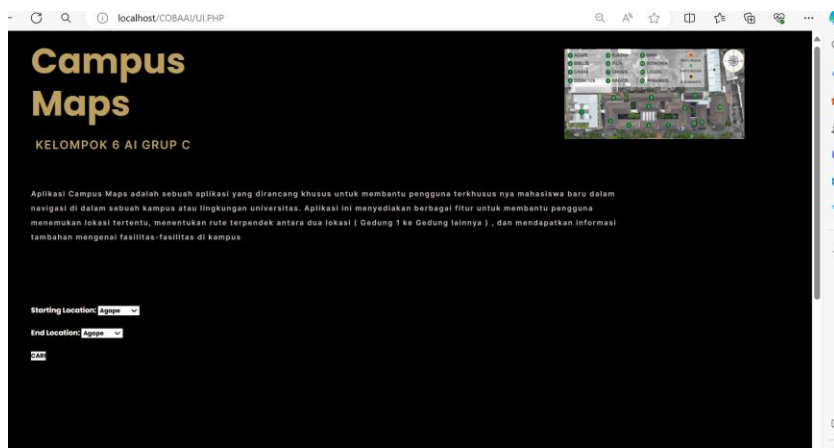 localhost/COBAAI/UI.PHP
Campus
Maps
KELOMPOK 6 AI GRUP C
Aplikasi Campus Maps adalah sebuah aplikasi yang dirancang khusus untuk membantu pengguna terkhusus nya mahasiswa baru dalam
navigasi di dalam sebuah kampus atau lingkungan universitas. Aplikasi ini menyediakan berbagai fitur untuk membantu pengguna
menemukan lokasi tertentu, menentukan rute terpendek antara dua lokasi ( Gedung 1 ke Gedung lainnya ) , dan mendapatkan informasi
tambahan mengenai fasilitas-fasilitas di kampus
Starting Location: Agape
End Location: Agape
CARI